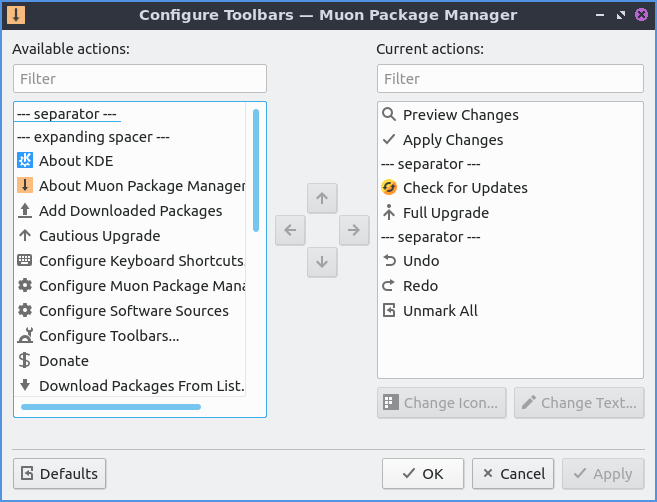 Configure Toolbars — Muon Package Manager
Available actions:
Current actions:
Filter
Filter
--- separator ---
--- expanding spacer ---
About KDE
About Muon Package Manager
Add Downloaded Packages
Cautious Upgrade
Configure Keyboard Shortcuts.
Configure Muon Package Mana
Configure Software Sources
Configure Toolbars...
Donate
Download Packages From List.
Preview Changes
Apply Changes
--- separator ---
Check for Updates
Full Upgrade
--- separator ---
Undo
Redo
Unmark All
Change Icon...
Change Text...
Defaults
OK
Cancel
Apply